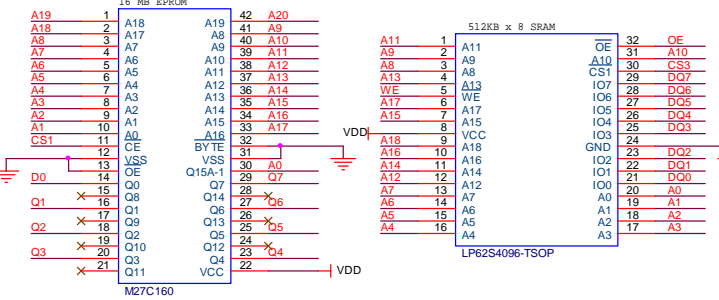 16 MB EPROM
A19 1 A18 A19 42 A20
A18 2 A17 A8 41 A9
A8 3 A7 A9 40 A10
A7 4 A6 A10 39 A11
A6 5 A5 A11 38 A12
A5 6 A4 A12 37 A13
A4 7 A3 A13 36 A14
A3 8 A2 A14 35 A15
A2 9 A1 A15 34 A16
A1 10 A0 A16 33 A17
CS1 11 CE BYTE 32
12 VSS VSS 31
13 OE Q15A-1 30 A0
D0 14 Q0 Q7 29 Q7
15 Q8 Q14 28
Q1 16 Q1 Q6 27 Q6
17 Q9 Q13 26
Q2 18 Q2 Q5 25 Q5
19 Q10 Q12 24
Q3 20 Q3 Q4 23 Q4
21 Q11 VCC 22 VDD
M27C160
512KB x 8 SRAM
A11 1 A11 OE 32 OE
A9 2 A9 A10 31 A10
A8 3 A8 CS1 30 CS3
A13 4 A13 IO7 29 DQ7
WE 5 WE IO6 28 DQ6
A17 6 A17 IO5 27 DQ5
A15 7 A15 IO4 26 DQ4
VDD 8 VCC IO3 25 DQ3
A18 9 A18 GND 24
A16 10 A16 IO2 23 DQ2
A14 11 A14 IO1 22 DQ1
A12 12 A12 IO0 21 DQ0
A7 13 A7 A0 20 A0
A6 14 A6 A1 19 A1
A5 15 A5 A2 18 A2
A4 16 A4 A3 17 A3
LP62S4096-TSOP